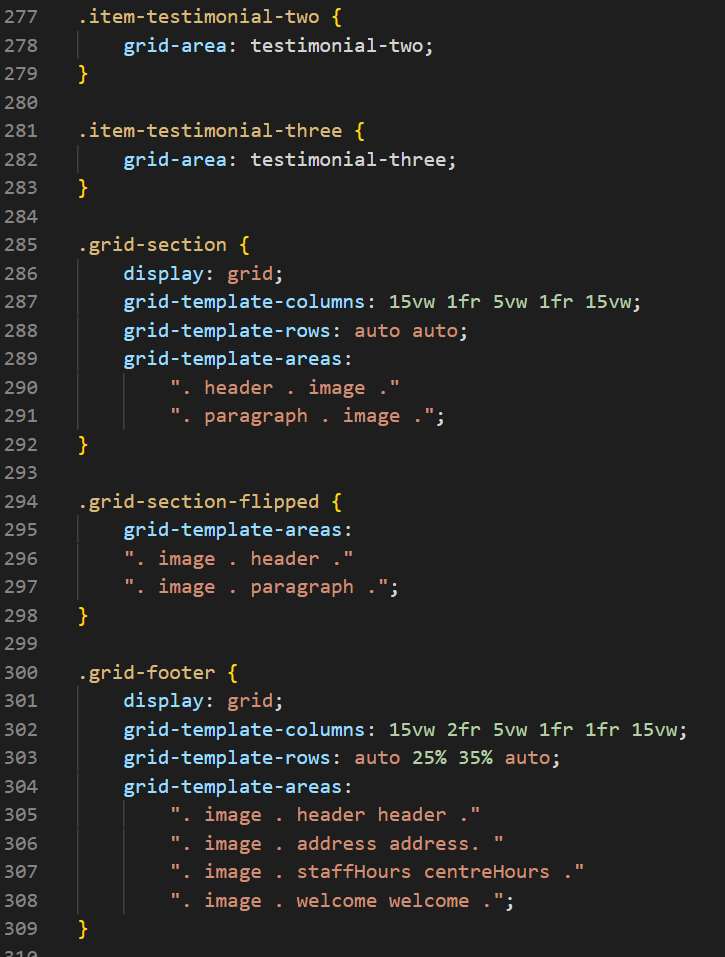 277 .item-testimonial-two {
278     grid-area: testimonial-two;
279 }
280
281 .item-testimonial-three {
282     grid-area: testimonial-three;
283 }
284
285 .grid-section {
286     display: grid;
287     grid-template-columns: 15vw 1fr 5vw 1fr 15vw;
288     grid-template-rows: auto auto;
289     grid-template-areas:
290         ". header . image ."
291         ". paragraph . image .";
292 }
293
294 .grid-section-flipped {
295     grid-template-areas:
296     ". image . header ."
297     ". image . paragraph .";
298 }
299
300 .grid-footer {
301     display: grid;
302     grid-template-columns: 15vw 2fr 5vw 1fr 1fr 15vw;
303     grid-template-rows: auto 25% 35% auto;
304     grid-template-areas:
305         ". image . header header ."
306         ". image . address address. "
307         ". image . staffHours centreHours ."
308         ". image . welcome welcome .";
309 }
310